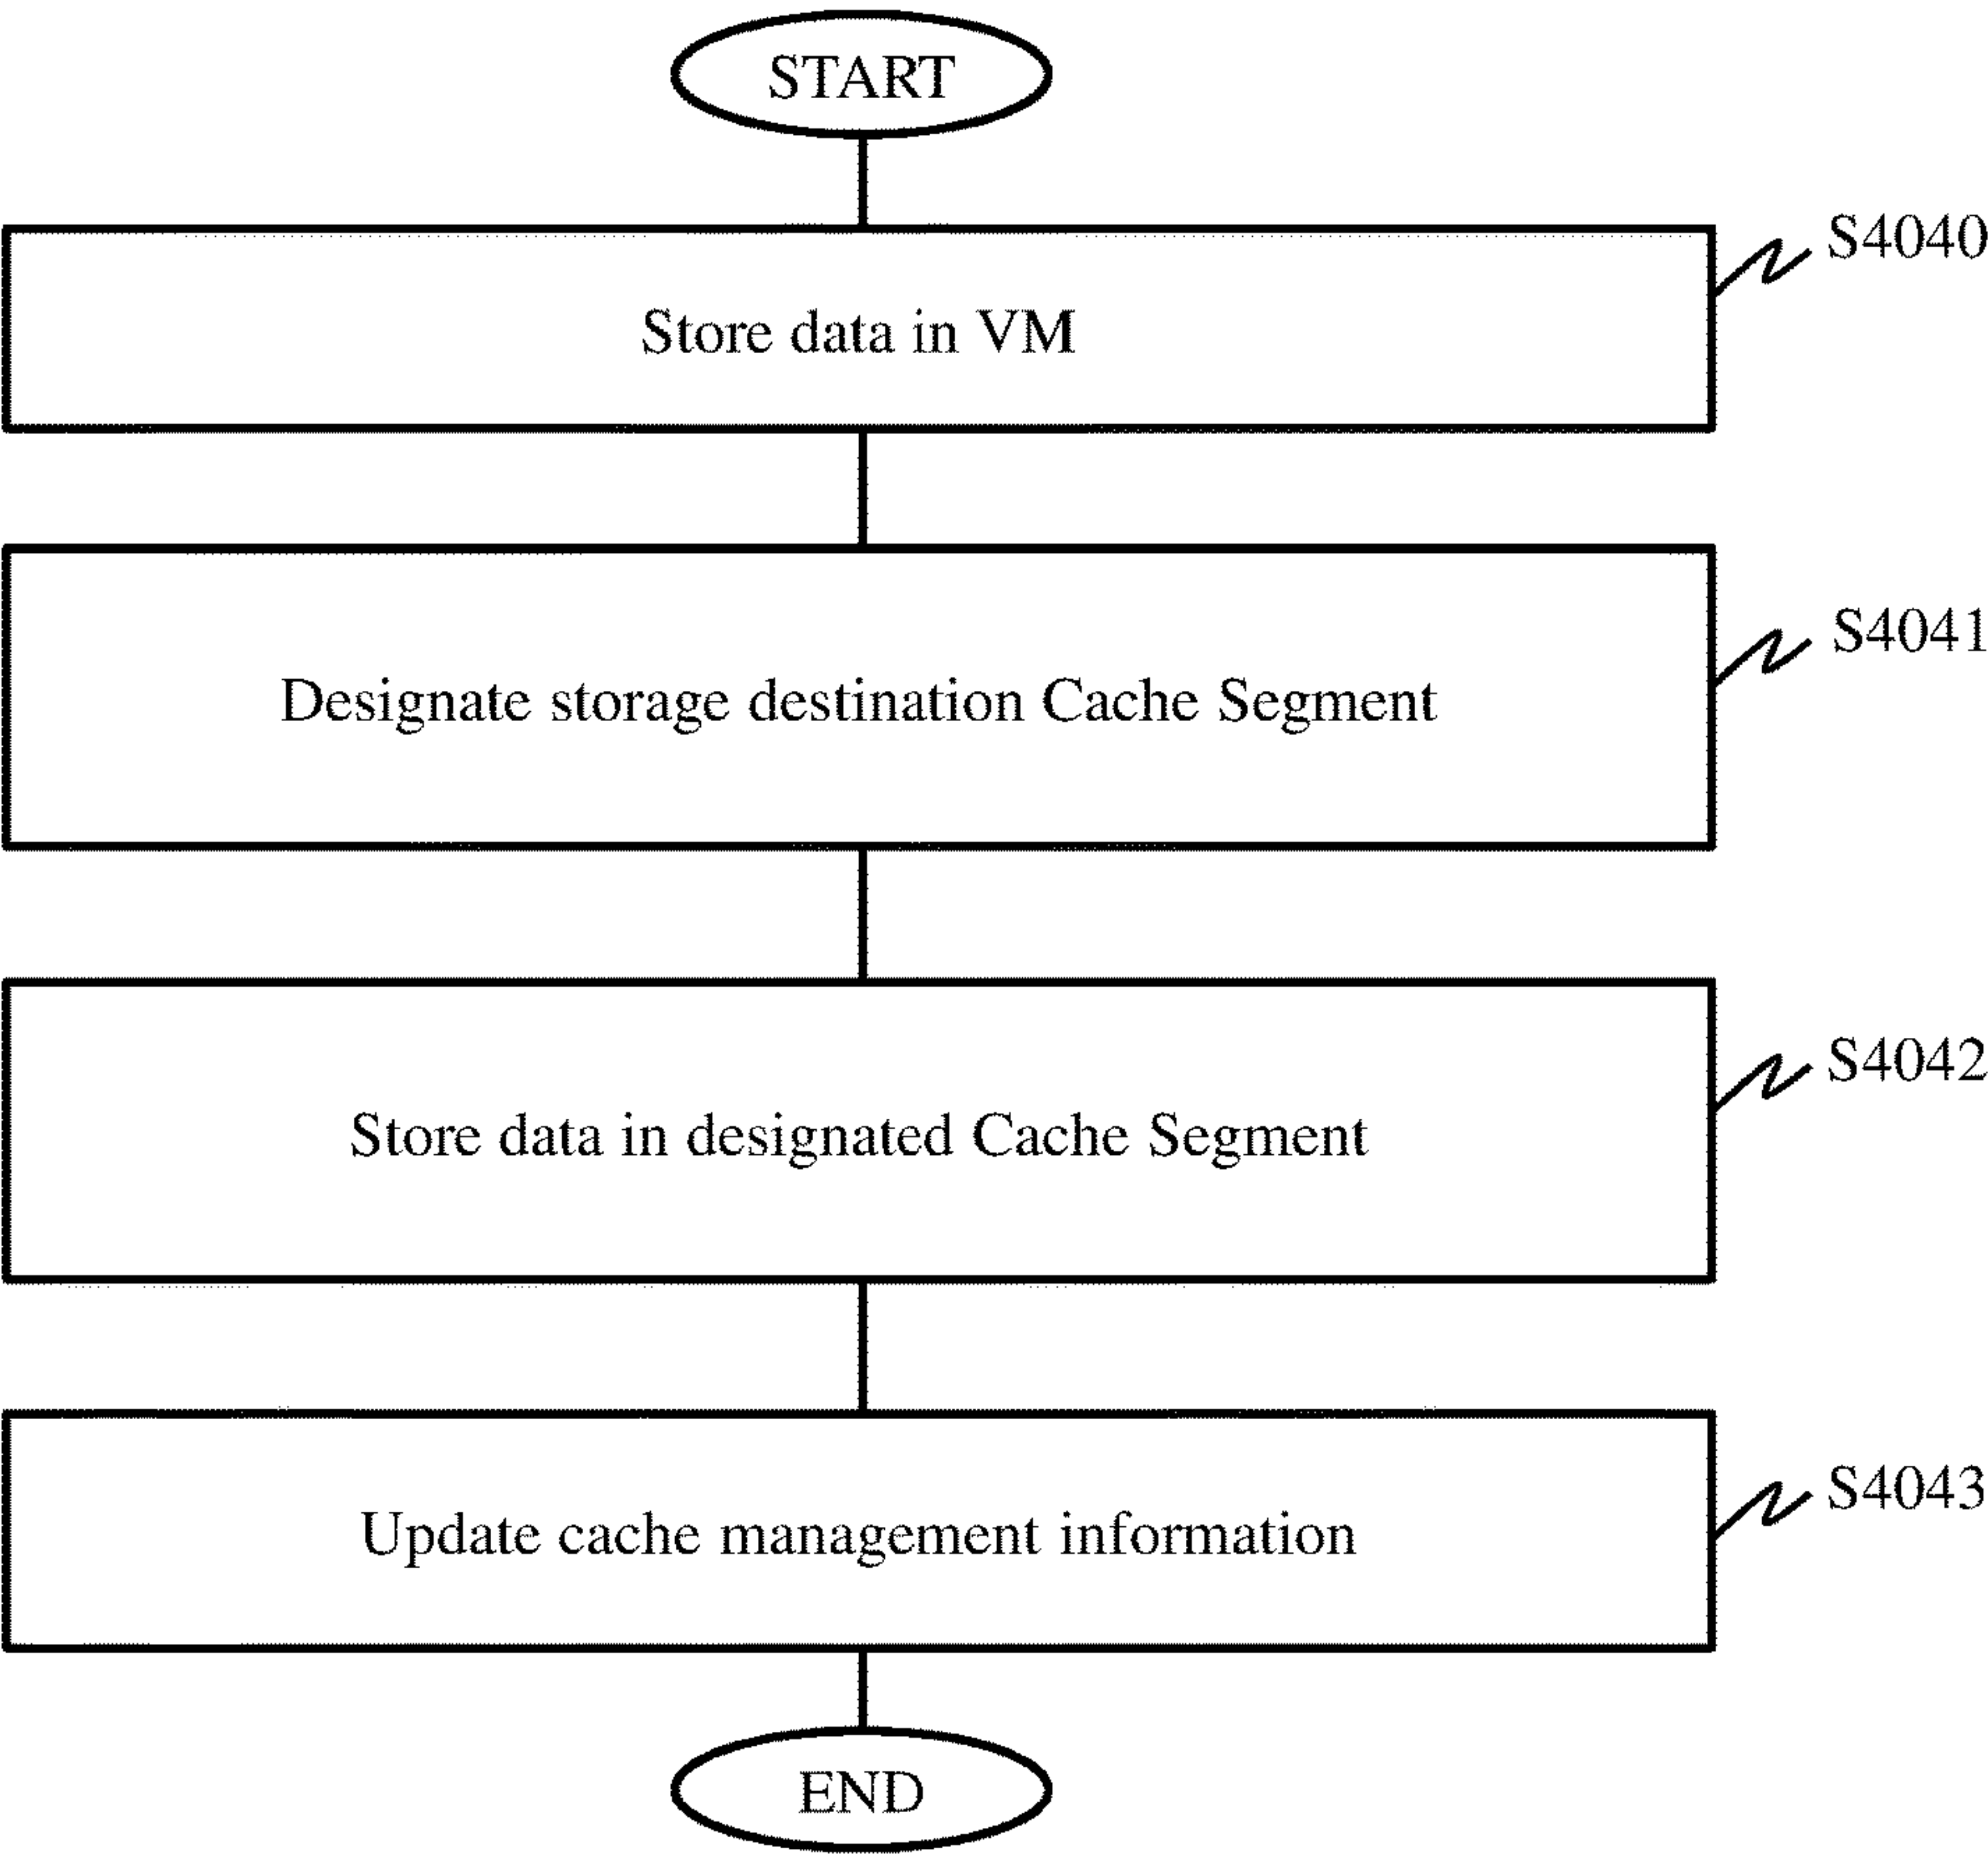 START
S4040
Store data in VM
S4041
Designate storage destination Cache Segment
S4042
Store data in designated Cache Segment
S4043
Update cache management information
END